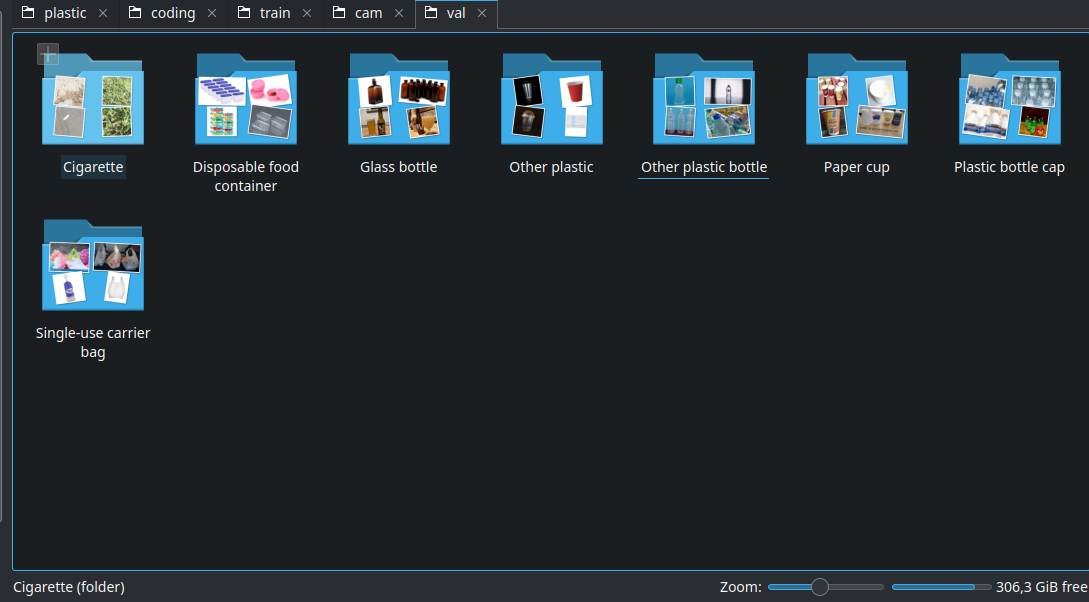 plastic
coding
train
cam
val
Cigarette
Disposable food
container
Glass bottle
Other plastic
Other plastic bottle
Paper cup
Plastic bottle cap
Single-use carrier
bag
Cigarette (folder)
Zoom:
306,3 GiB free